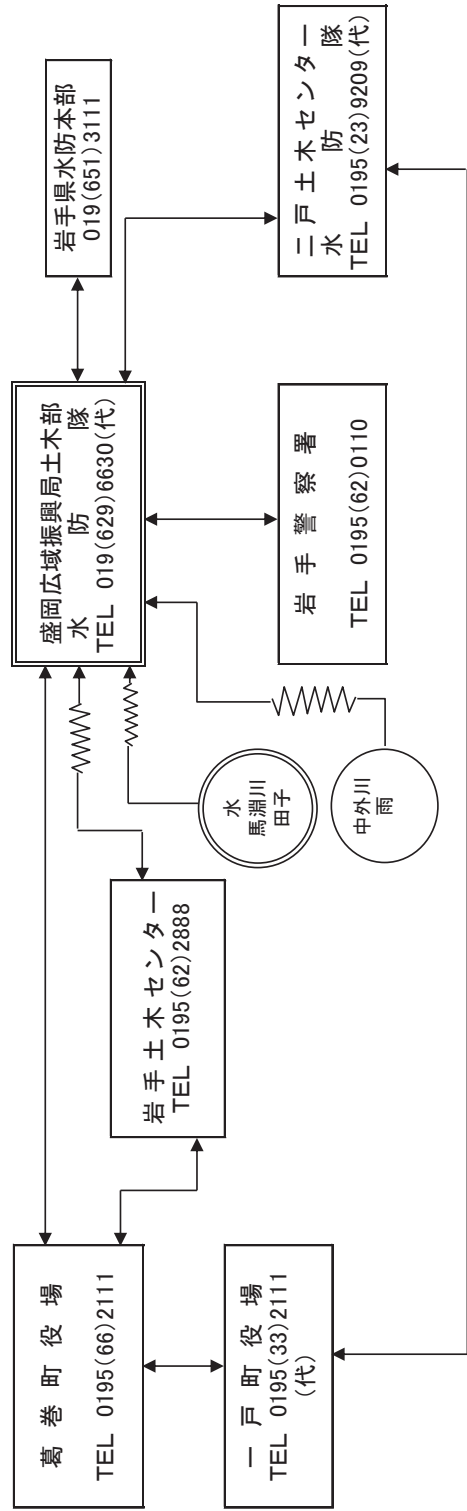 葛巻町役場
TEL 0195(66)2111
一戸町役場
TEL 0195(33)2111
(代)
岩手土木センター
TEL 0195(62)2888
水
馬淵川
田子
中外川
雨
盛岡広域振興局土木部
水防隊
TEL 019(629)6630(代)
岩手警察署
TEL 0195(62)0110
岩手県水防本部
019(651)3111
二戸土木センター
水防隊
TEL 0195(23)9209(代)